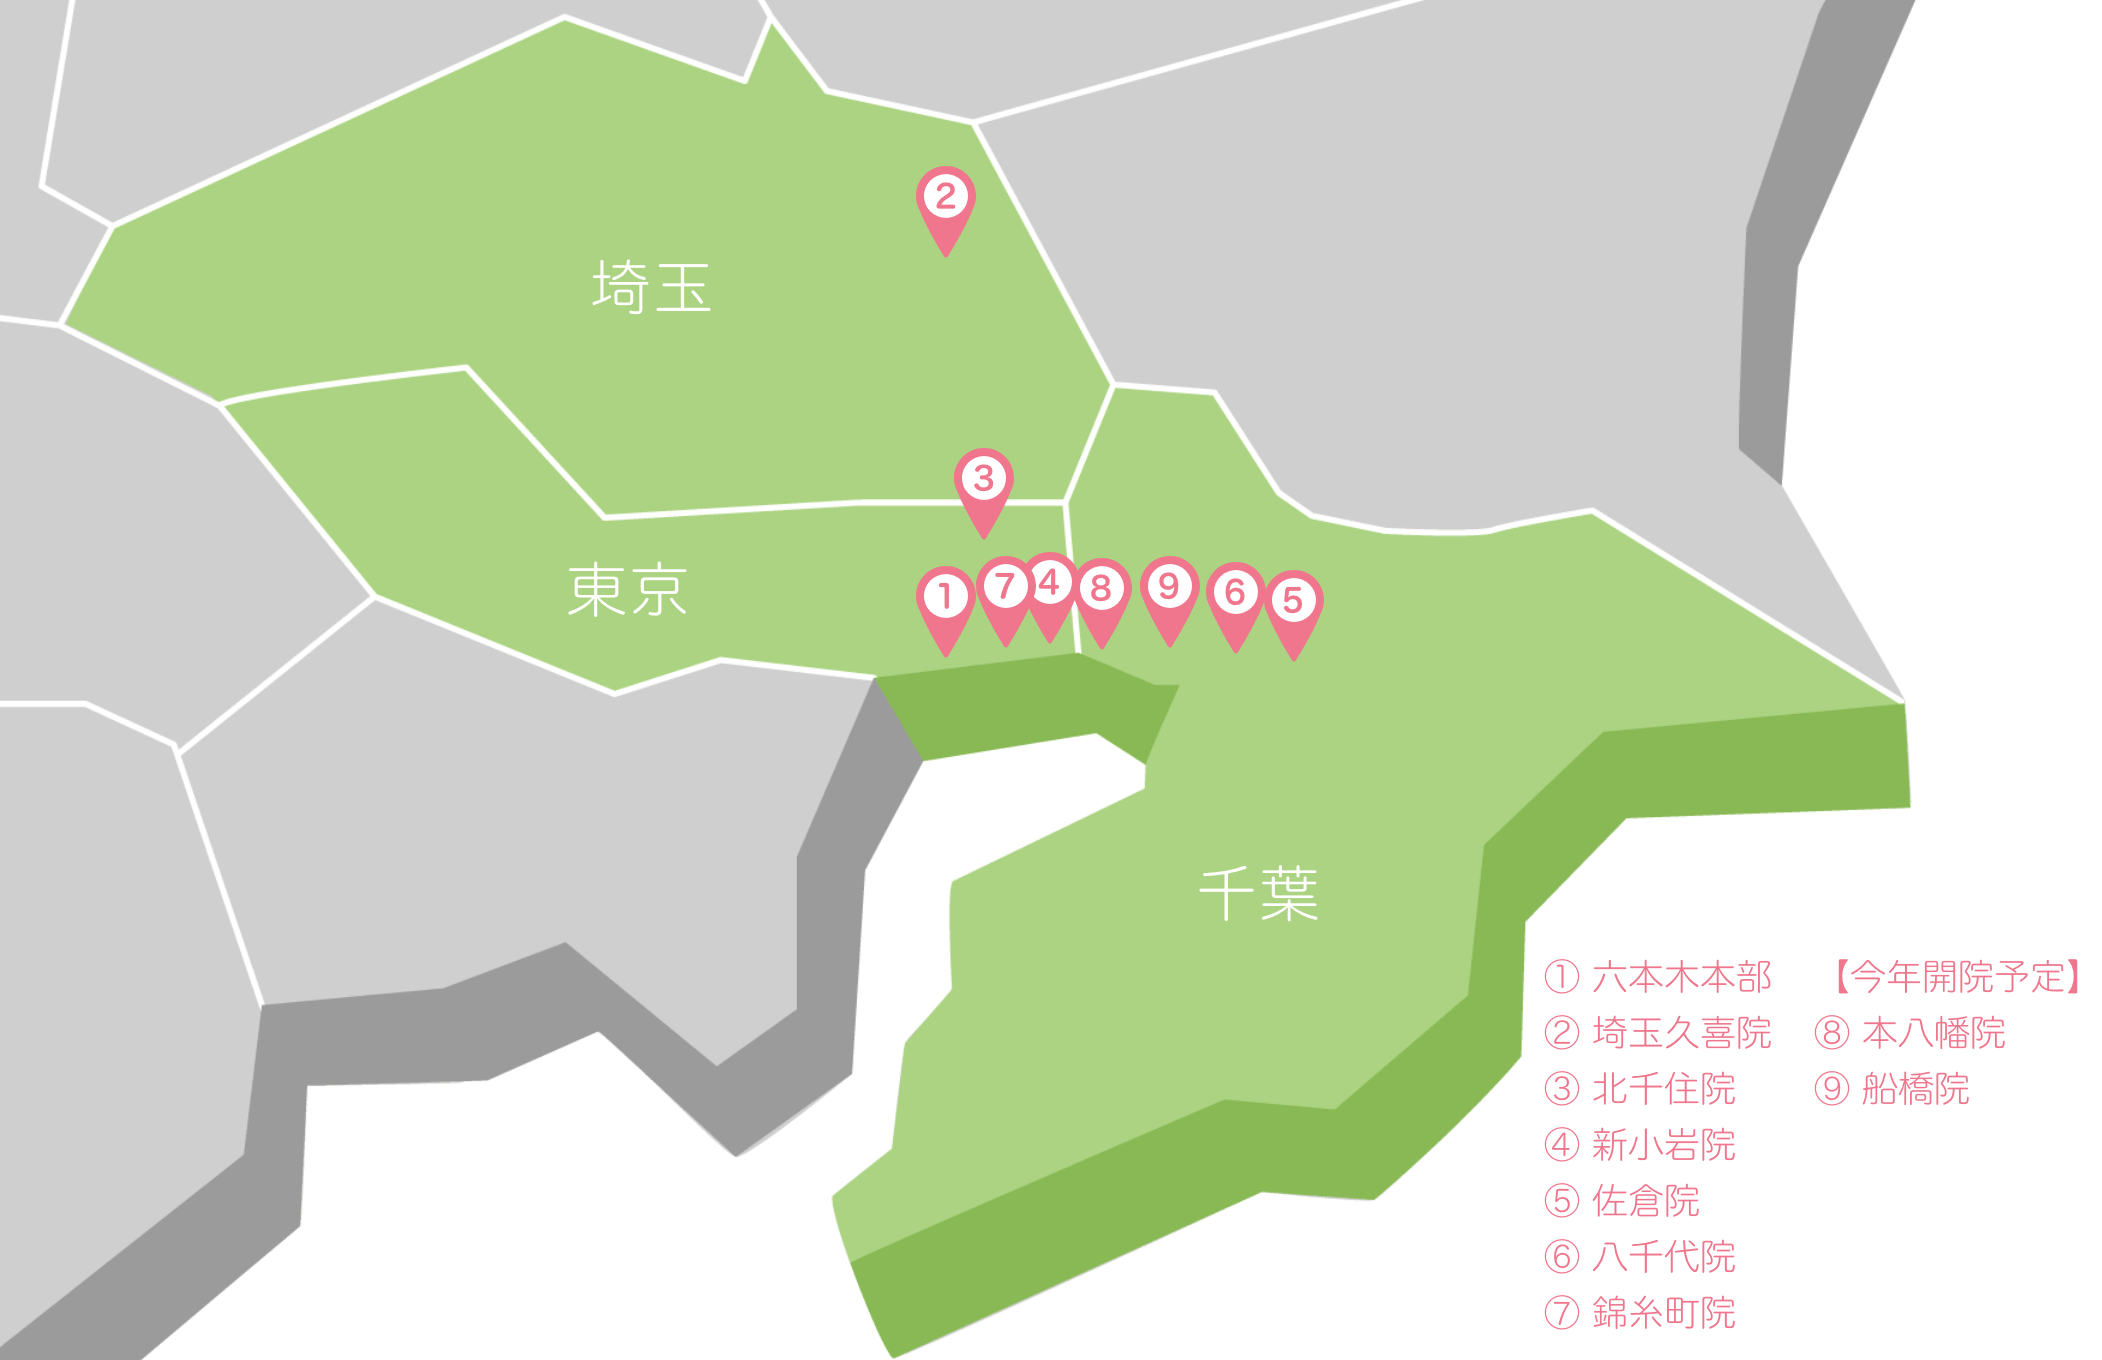 ②
埼玉
③
東京
①
⑦
④
⑧
⑨
⑥
⑤
千葉
① 六本木本部
② 埼玉久喜院
③ 北千住院
④ 新小岩院
⑤ 佐倉院
⑥ 八千代院
⑦ 錦糸町院
【今年開院予定】
⑧ 本八幡院
⑨ 船橋院